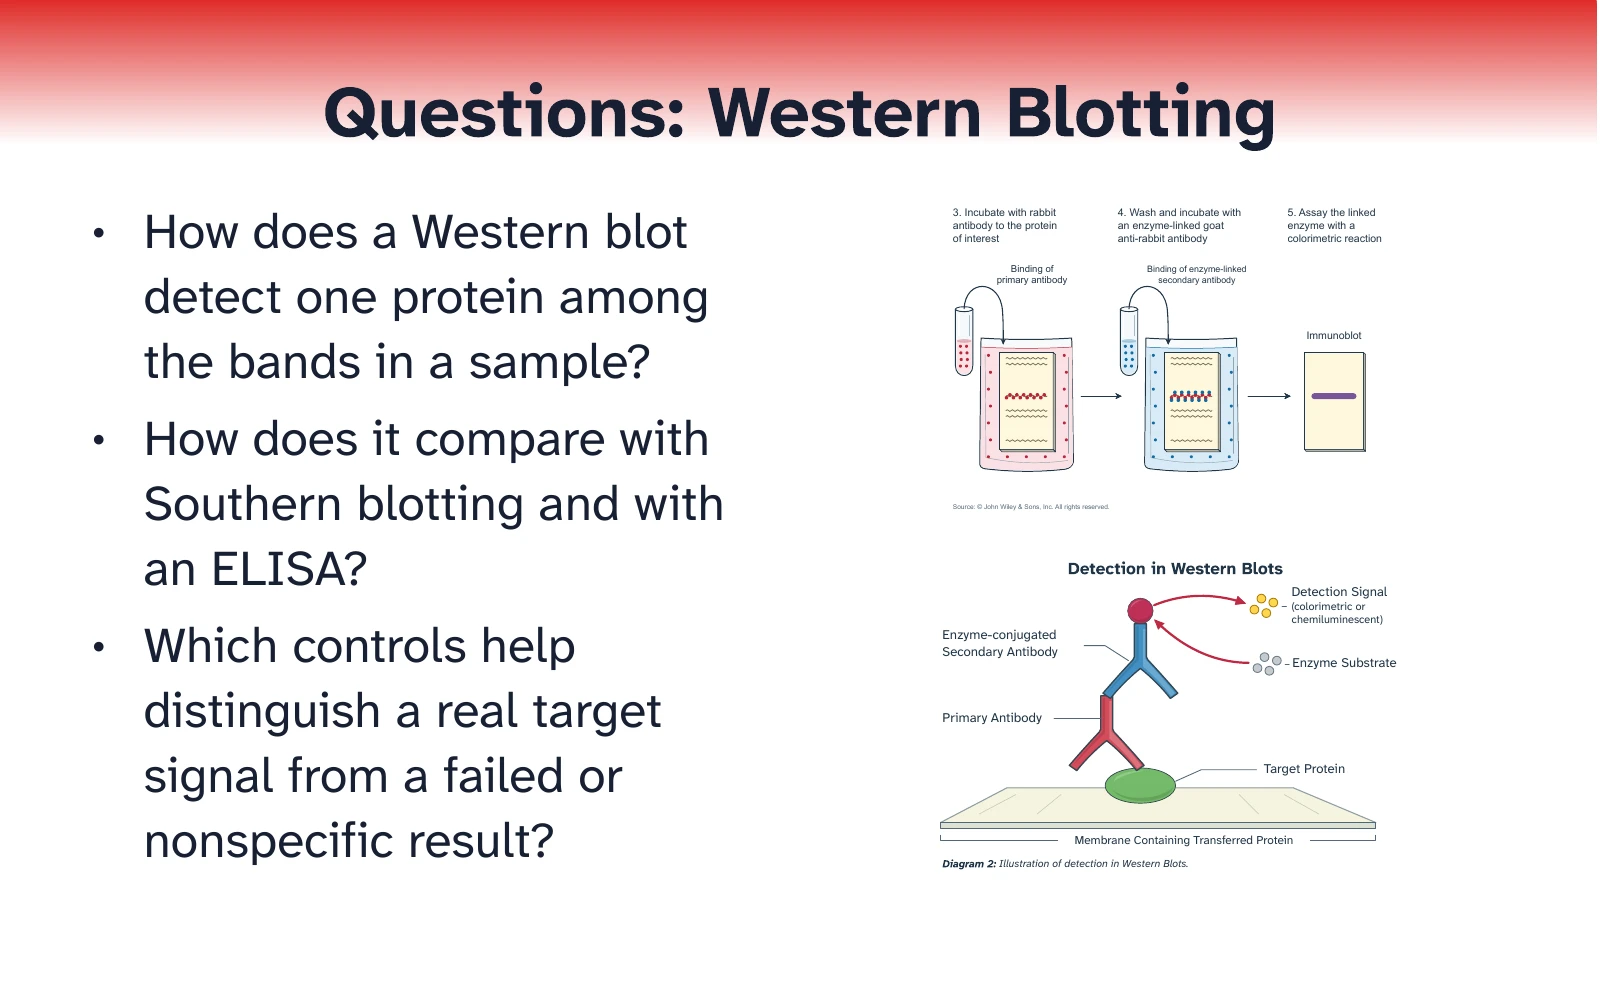 Questions: Western Blotting
• How does a Western blot
detect one protein among
the bands in a sample?
• How does it compare with
Southern blotting and with
an ELISA?
• Which controls help
distinguish a real target
signal from a failed or
nonspecific result?
3. Incubate with rabbit
antibody to the protein
of interest
4. Wash and incubate with
an enzyme-linked goat
anti-rabbit antibody
5. Assay the linked
enzyme with a
colorimetric reaction
Binding of
primary antibody
Binding of enzyme-linked
secondary antibody
Immunoblot
Source: © John Wiley & Sons, Inc. All rights reserved.
Detection in Western Blots
Detection Signal
(colorimetric or
chemiluminescent)
Enzyme-conjugated
Secondary Antibody
Enzyme Substrate
Primary Antibody
Target Protein
Membrane Containing Transferred Protein
Diagram 2: Illustration of detection in Western Blots.